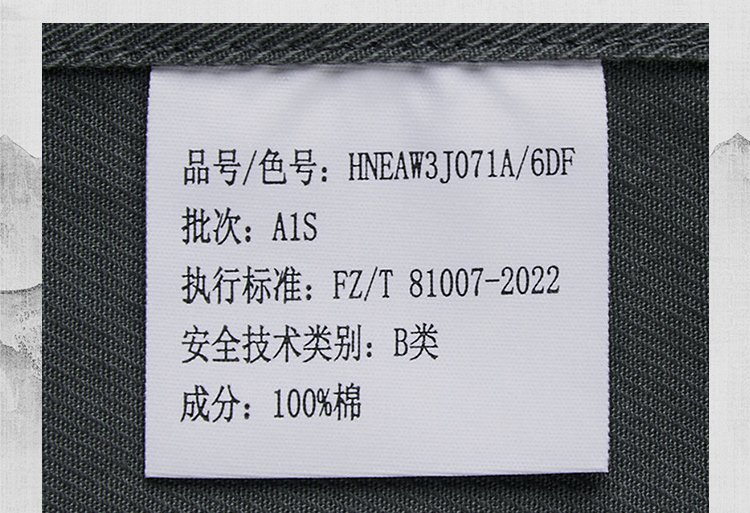 品号/色号：HNEAW3J071A/6DF
批次：A1S
执行标准：FZ/T 81007-2022
安全技术类别：B类
成分：100%棉